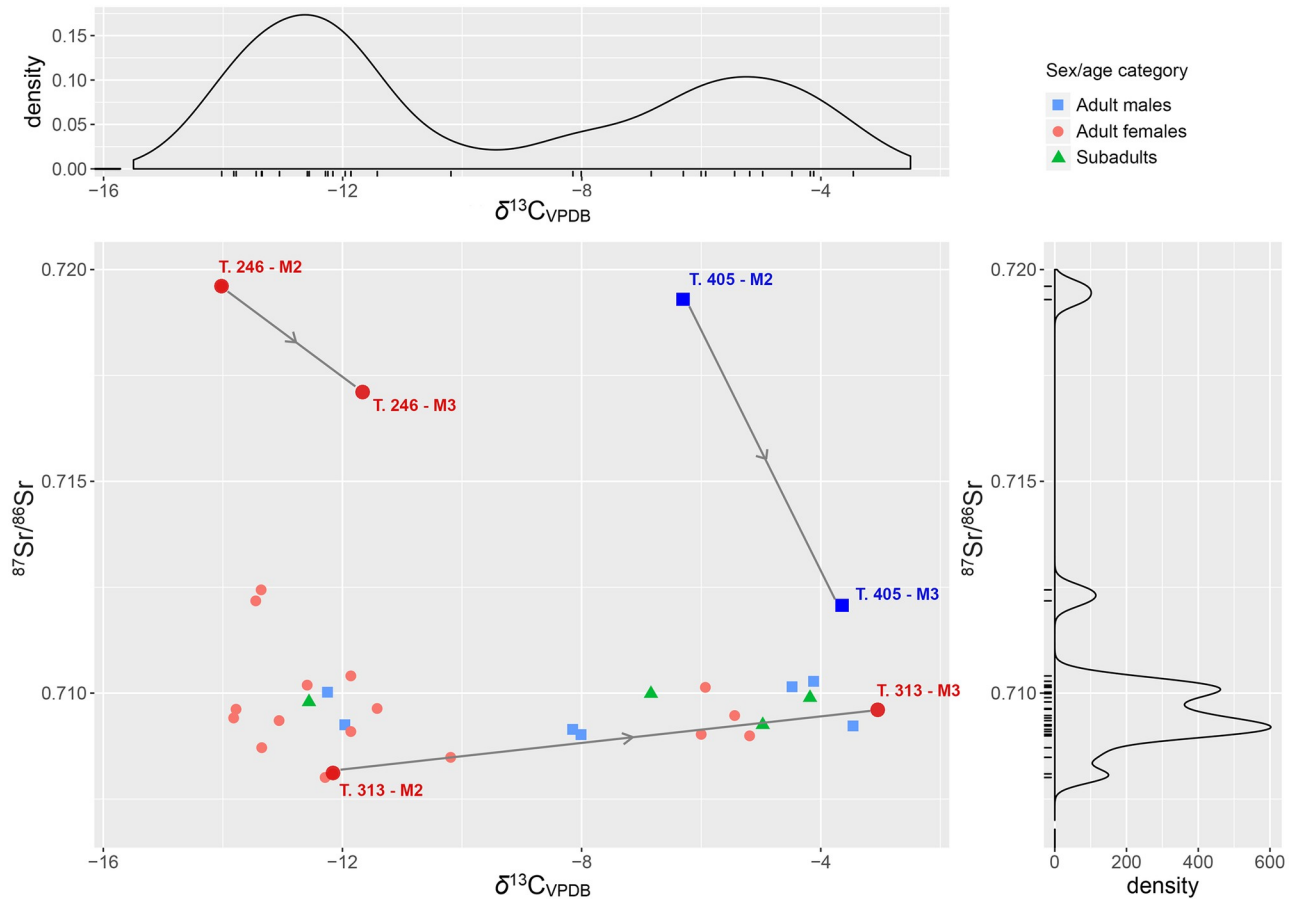 0.15
0.10
0.05
0.00
density
−16
−12
−8
−4
δ13CVPDB
Sex/age category
Adult males
Adult females
Subadults
0.720
0.715
0.710
87Sr/86Sr
T. 246 - M2
T. 246 - M3
T. 405 - M2
T. 405 - M3
T. 313 - M3
T. 313 - M2
−16
−12
−8
−4
δ13CVPDB
0.720
0.715
0.710
87Sr/86Sr
0
200
400
600
density